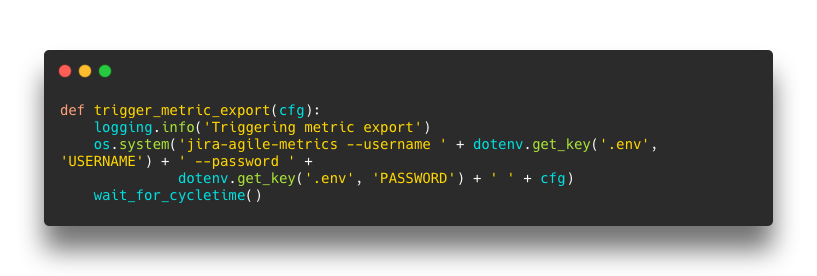 def trigger_metric_export(cfg):
    logging.info('Triggering metric export')
    os.system('jira-agile-metrics --username ' + dotenv.get_key('.env',
'USERNAME') + ' --password ' +
              dotenv.get_key('.env', 'PASSWORD') + ' ' + cfg)
    wait_for_cycletime()